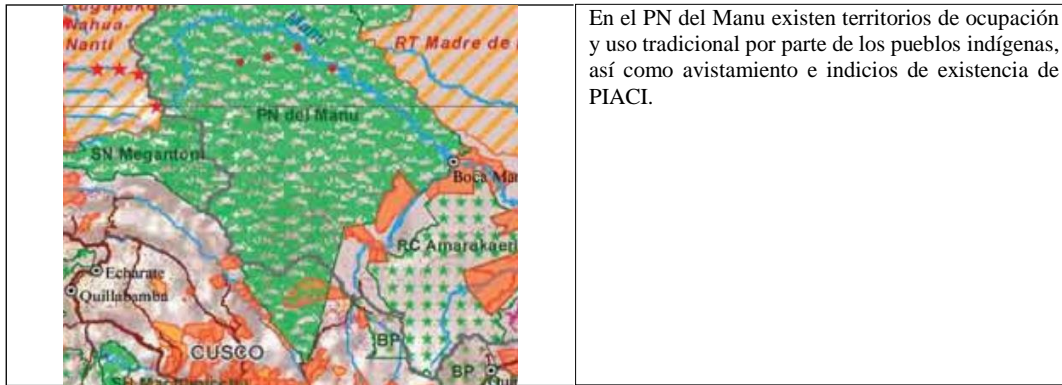 Nahua-
Nanti
Manu
RT Madre de
PN del Manu
SN Megantoni
Boca Man
RC Amarakaeri
Echarate
Quillabamba
BP
CUSCO
BP
En el PN del Manu existen territorios de ocupación
y uso tradicional por parte de los pueblos indígenas,
así como avistamiento e indicios de existencia de
PIACI.